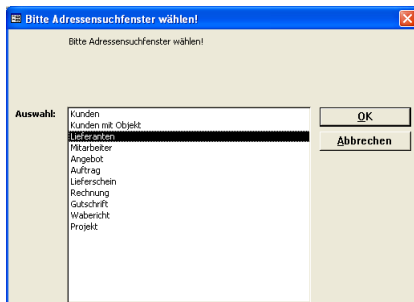 Bitte Adressensuchfenster wählen!
Bitte Adressensuchfenster wählen!
Auswahl:
Kunden
Kunden mit Objekt
Lieferanten
Mitarbeiter
Angebot
Auftrag
Lieferschein
Rechnung
Gutschrift
Wabericht
Projekt
OK
Abbrechen